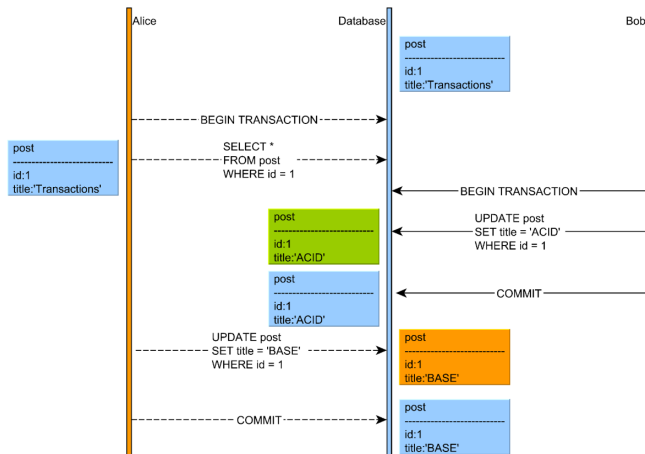 Alice
Database
Bob
post
---------------------------
id:1
title:'Transactions'
BEGIN TRANSACTION
SELECT *
FROM post
WHERE id = 1
post
---------------------------
id:1
title:'Transactions'
BEGIN TRANSACTION
UPDATE post
SET title = 'ACID'
WHERE id = 1
post
---------------------------
id:1
title:'ACID'
post
---------------------------
id:1
title:'ACID'
COMMIT
UPDATE post
SET title = 'BASE'
WHERE id = 1
post
---------------------------
id:1
title:'BASE'
COMMIT
post
---------------------------
id:1
title:'BASE'